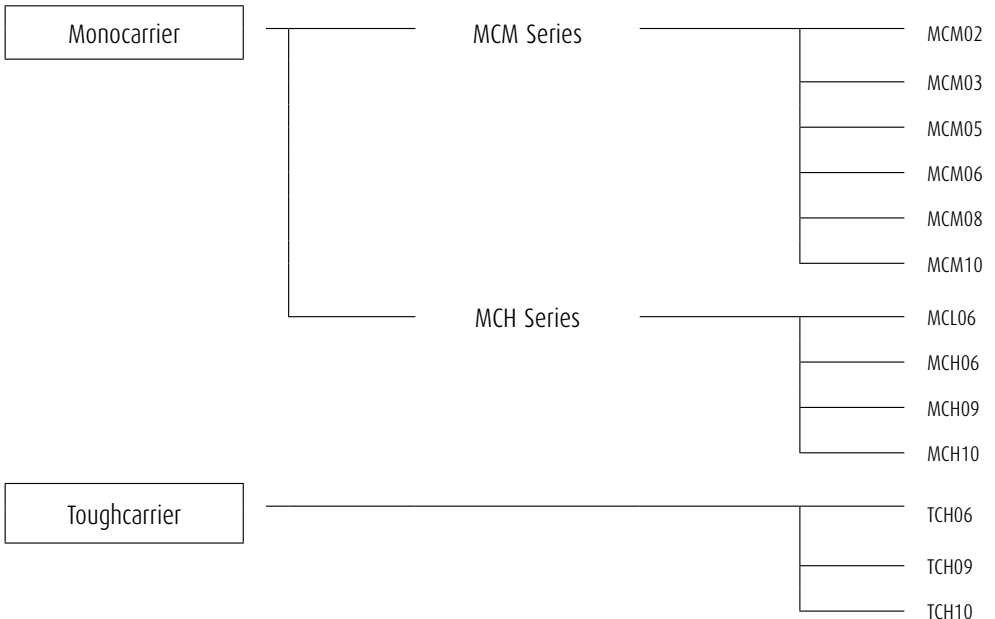 Monocarrier
MCM Series
MCM02
MCM03
MCM05
MCM06
MCM08
MCM10
MCH Series
MCL06
MCH06
MCH09
MCH10
Toughcarrier
TCH06
TCH09
TCH10